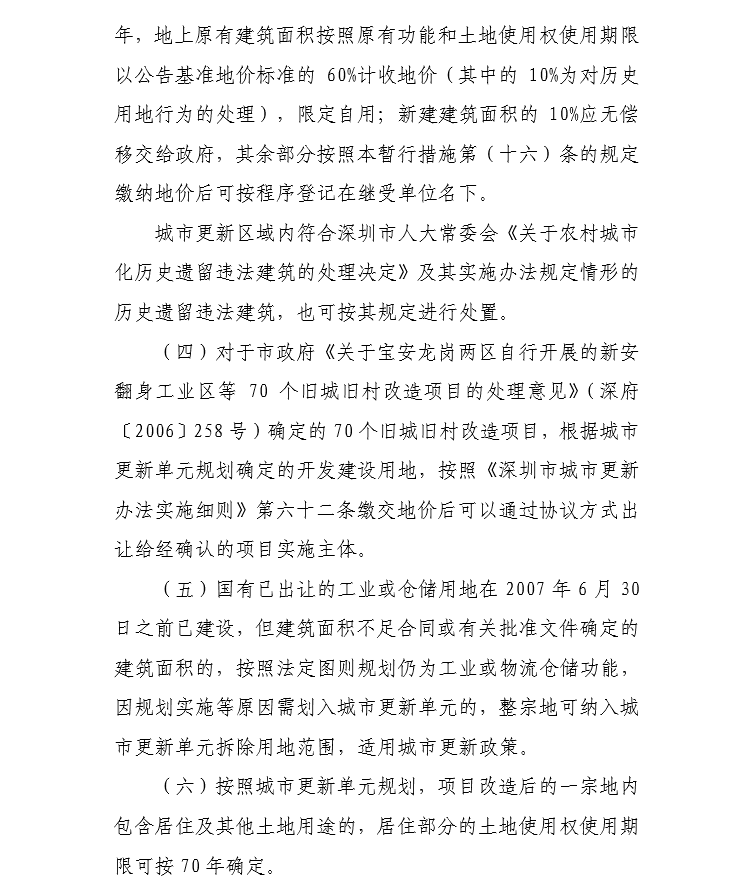 年，地上原有建筑面积按照原有功能和土地使用权使用期限
以公告基准地价标准的 60%计收地价（其中的 10%为对历史
用地行为的处理），限定自用；新建建筑面积的 10%应无偿
移交给政府，其余部分按照本暂行措施第（十六）条的规定
缴纳地价后可按程序登记在继受单位名下。
城市更新区域内符合深圳市人大常委会《关于农村城市
化历史遗留违法建筑的处理决定》及其实施办法规定情形的
历史遗留违法建筑，也可按其规定进行处置。
（四）对于市政府《关于宝安龙岗两区自行开展的新安
翻身工业区等 70 个旧城旧村改造项目的处理意见》（深府
〔2006〕258 号）确定的 70 个旧城旧村改造项目，根据城市
更新单元规划确定的开发建设用地，按照《深圳市城市更新
办法实施细则》第六十二条缴交地价后可以通过协议方式出
让给经确认的项目实施主体。
（五）国有已出让的工业或仓储用地在 2007 年 6 月 30
日之前已建设，但建筑面积不足合同或有关批准文件确定的
建筑面积的，按照法定图则规划仍为工业或物流仓储功能，
因规划实施等原因需划入城市更新单元的，整宗地可纳入城
市更新单元拆除用地范围，适用城市更新政策。
（六）按照城市更新单元规划，项目改造后的一宗地内
包含居住及其他土地用途的，居住部分的土地使用权使用期
限可按 70 年确定。